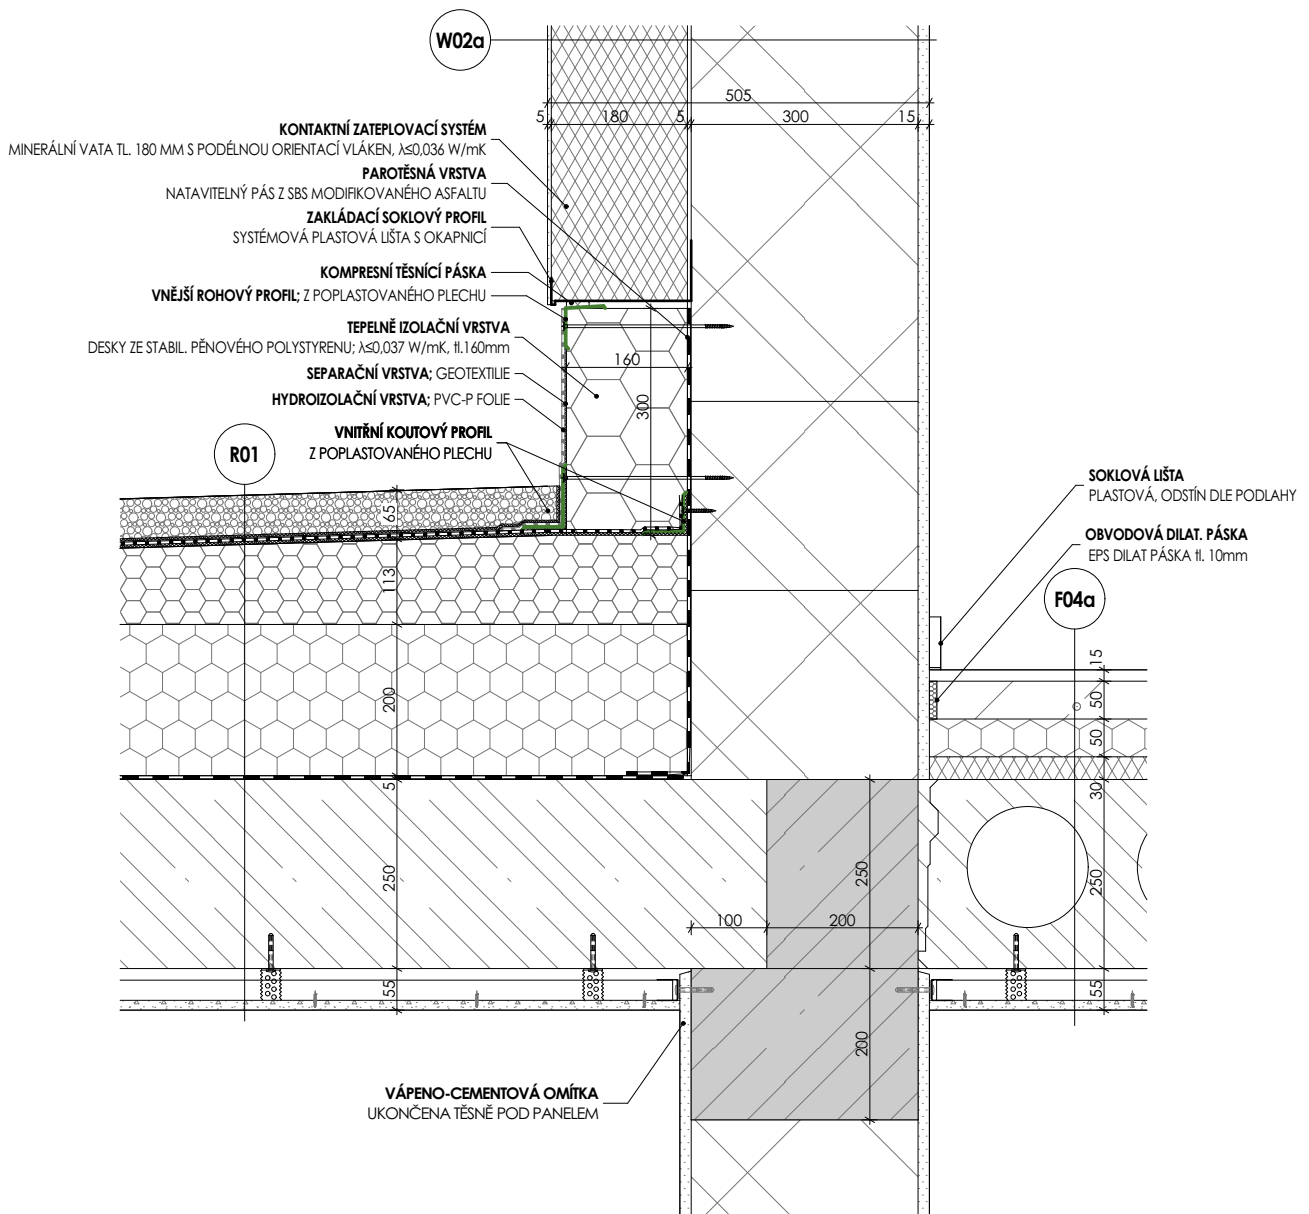 W02a
505
5
180
5
300
15
KONTAKTNÍ ZATEPLOVACÍ SYSTÉM
MINERÁLNÍ VATA TL. 180 MM S PODÉLNOU ORIENTACÍ VLÁKEN, λ≤0,036 W/mK
PAROTĚSNÁ VRSTVA
NATAVITELNÝ PÁS Z SBS MODIFIKOVANÉHO ASFALTU
ZAKLÁDACÍ SOKLOVÝ PROFIL
SYSTÉMOVÁ PLASTOVÁ LIŠTA S OKAPNICÍ
KOMPRESNÍ TĚSNÍCÍ PÁSKA
VNĚJŠÍ ROHOVÝ PROFIL; Z POPLASTOVANÉHO PLECHU
TEPELNĚ IZOLAČNÍ VRSTVA
DESKY ZE STABIL. PĚNOVÉHO POLYSTYRENU; λ≤0,037 W/mK, tl.160mm
SEPARAČNÍ VRSTVA; GEOTEXTILIE
HYDROIZOLAČNÍ VRSTVA; PVC-P FOLIE
VNITŘNÍ KOUTOVÝ PROFIL
Z POPLASTOVANÉHO PLECHU
160
300
R01
65
113
200
5
250
55
SOKLOVÁ LIŠTA
PLASTOVÁ, ODSTÍN DLE PODLAHY
OBVODOVÁ DILAT. PÁSKA
EPS DILAT PÁSKA tl. 10mm
F04a
15
50
50
30
250
55
250
100
200
200
VÁPENO-CEMENTOVÁ OMÍTKA
UKONČENA TĚSNĚ POD PANELEM